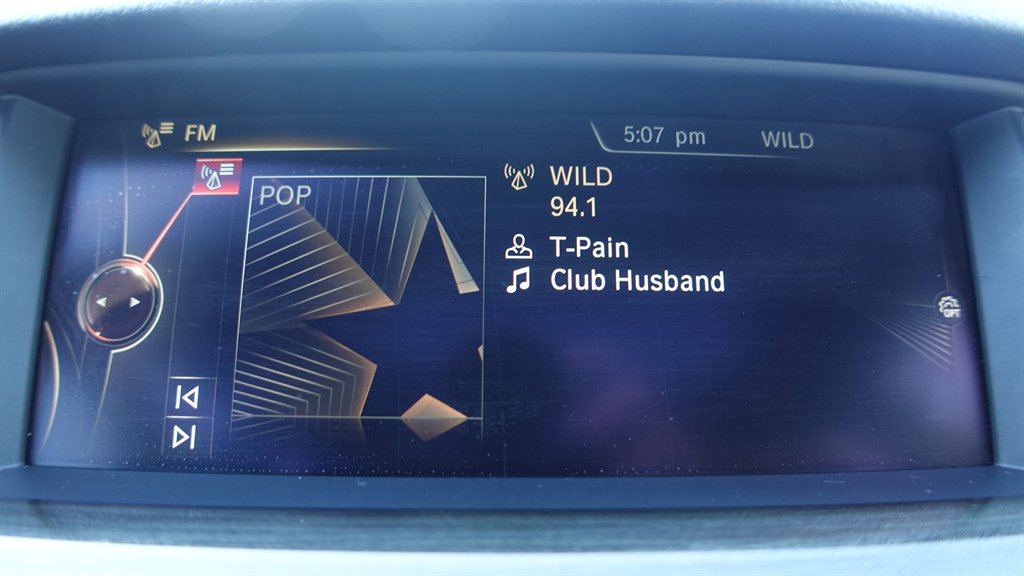 FM
5:07 pm
WILD
POP
WILD
94.1
T-Pain
Club Husband
OPT